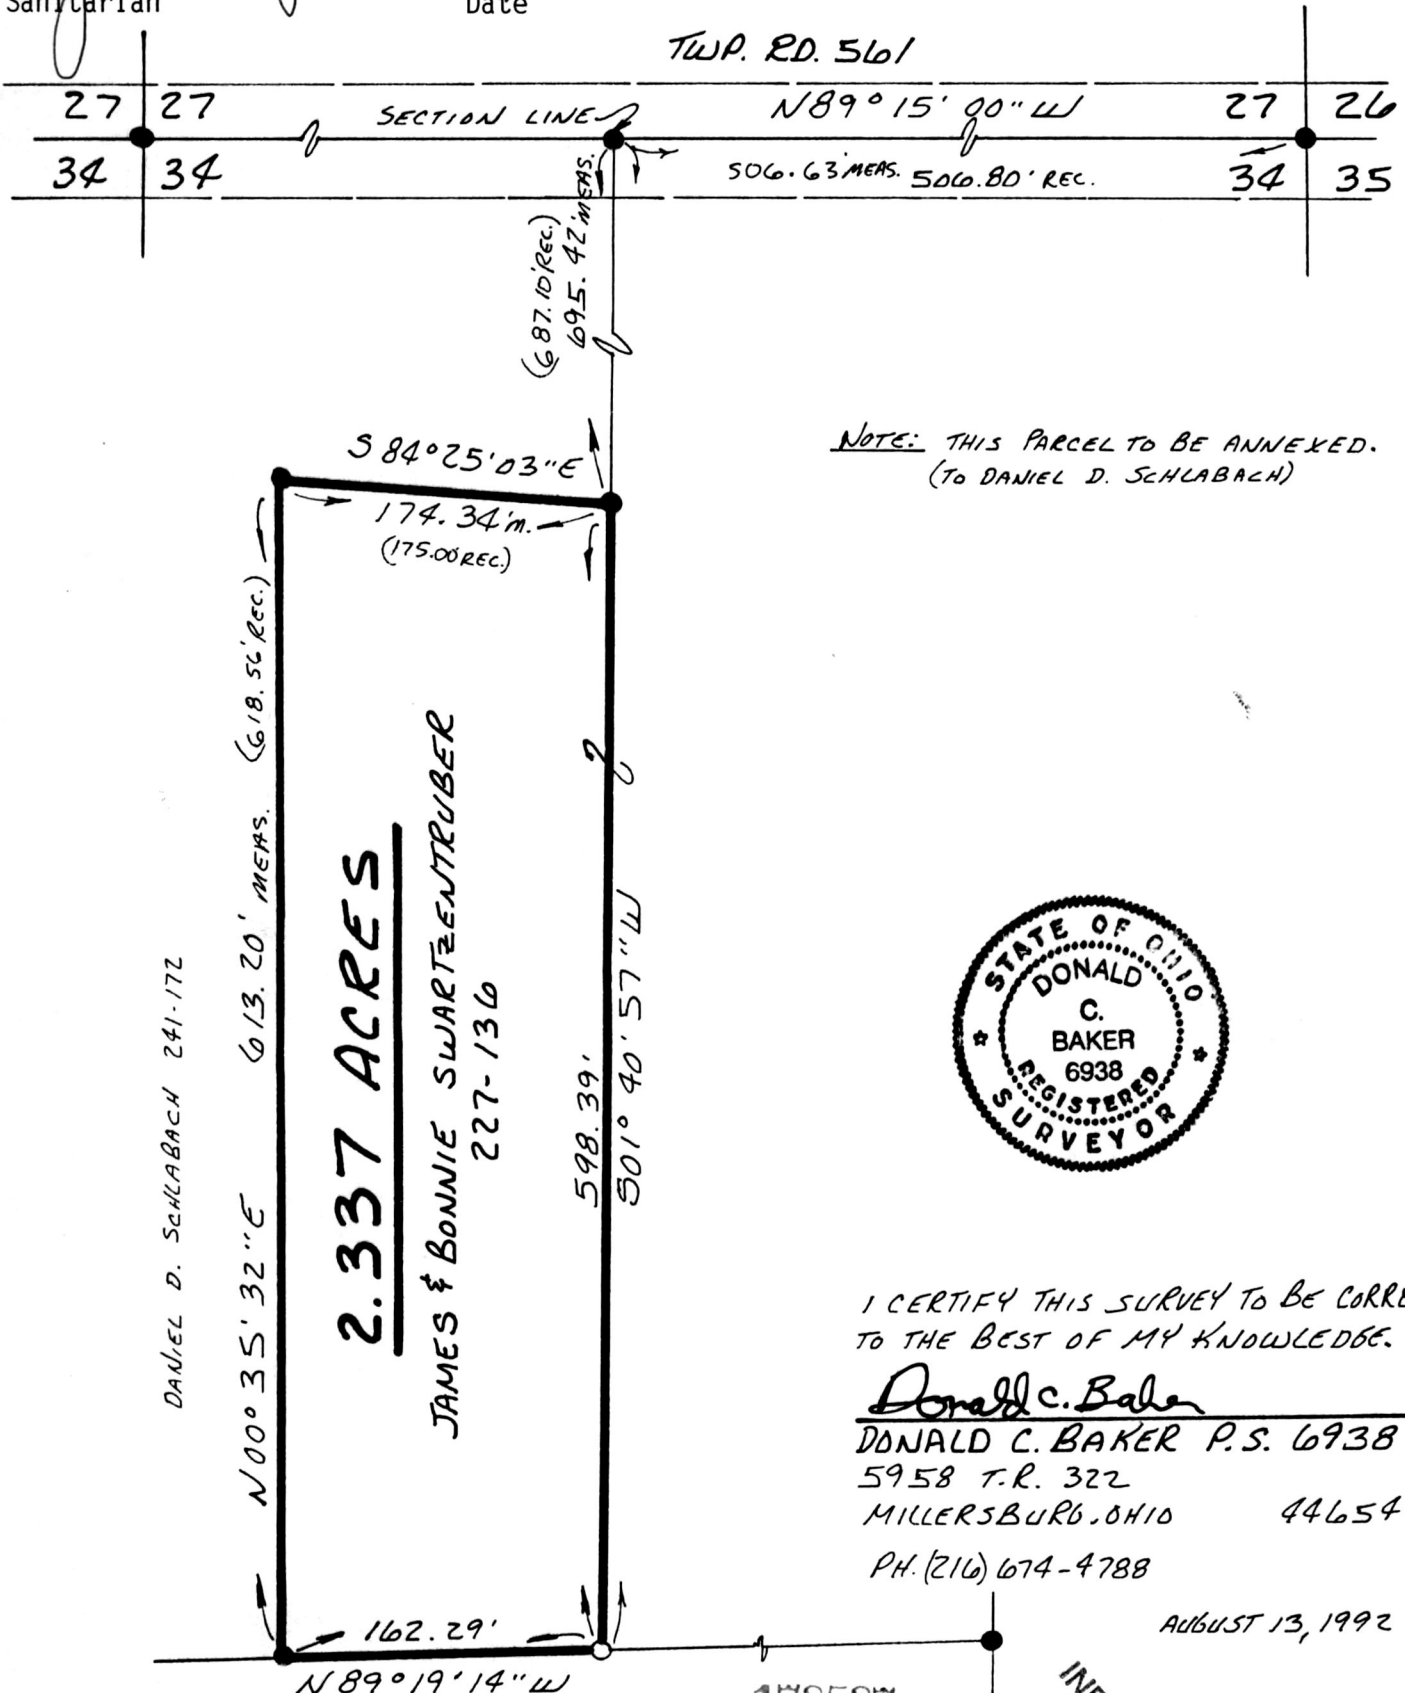 Sanitarian Date
TWP. RD. 561
27 27 SECTION LINE N89°15'00"W 27 26
34 34 506.63' MEAS. 506.80' REC. 34 35
(687.10' REC.)
695.42' MEAS.
S84°25'03"E
174.34' m.
(175.00 REC.)
NOTE: THIS PARCEL TO BE ANNEXED.
(TO DANIEL D. SCHLABACH)
DANIEL D. SCHLABACH 241-172
N00°35'32"E 613.20' MEAS. (618.56' REC.)
2.337 ACRES
JAMES & BONNIE SWARTZENTRUBER
227-136
598.39'
S01°40'57"W
STATE OF OHIO
DONALD
C.
BAKER
6938
REGISTERED
SURVEYOR
I CERTIFY THIS SURVEY TO BE CORRE
TO THE BEST OF MY KNOWLEDGE.
Donald C. Baker
DONALD C. BAKER P.S. 6938
5958 T.R. 322
MILLERSBURG, OHIO 44654
PH. (216) 674-4788
AUGUST 13, 1992
162.29'
N89°19'14"W